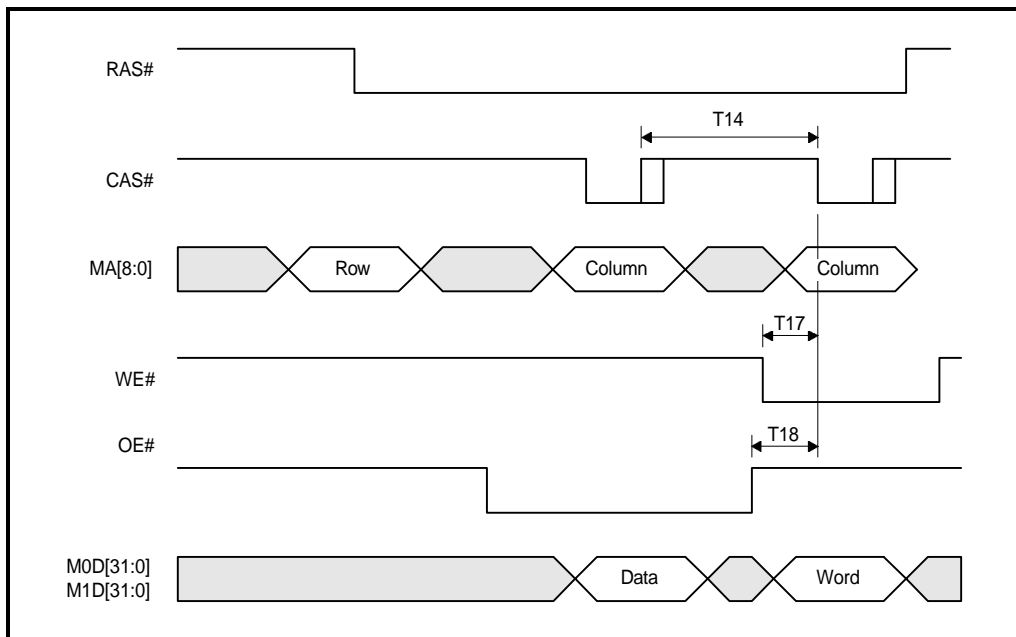 RAS#
T14
CAS#
MA[8:0]
Row
Column
Column
T17
WE#
T18
OE#
M0D[31:0]
M1D[31:0]
Data
Word